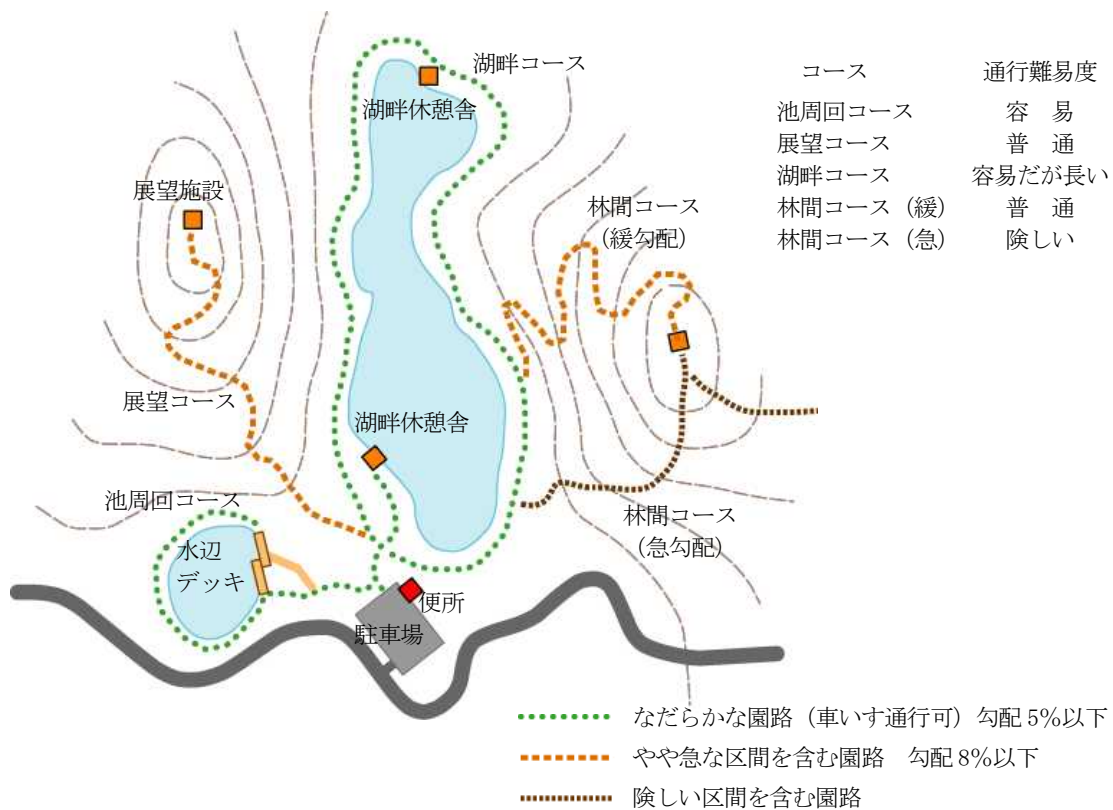 湖畔コース
湖畔休憩舎
展望施設
林間コース
(緩勾配)
展望コース
湖畔休憩舎
池周回コース
水辺
デッキ
林間コース
(急勾配)
便所
駐車場
コース 通行難易度
池周回コース 容 易
展望コース 普 通
湖畔コース 容易だが長い
林間コース(緩) 普 通
林間コース(急) 険しい
なだらかな園路(車いす通行可)勾配 5%以下
やや急な区間を含む園路 勾配 8%以下
険しい区間を含む園路